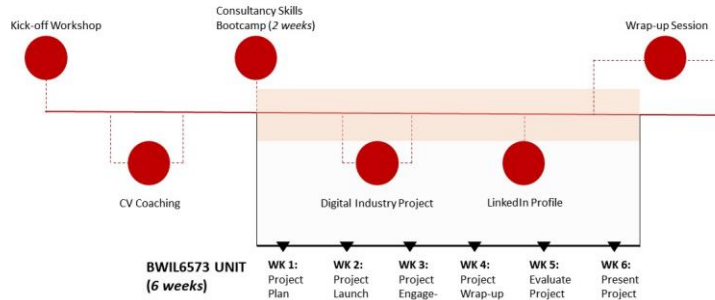 Kick-off Workshop
Consultancy Skills
Bootcamp (2 weeks)
Wrap-up Session
CV Coaching
Digital Industry Project
LinkedIn Profile
BWIL6573 UNIT
(6 weeks)
WK 1:
Project
Plan
WK 2:
Project
Launch
WK 3:
Project
Engage-
WK 4:
Project
Wrap-up
WK 5:
Evaluate
Project
WK 6:
Present
Project